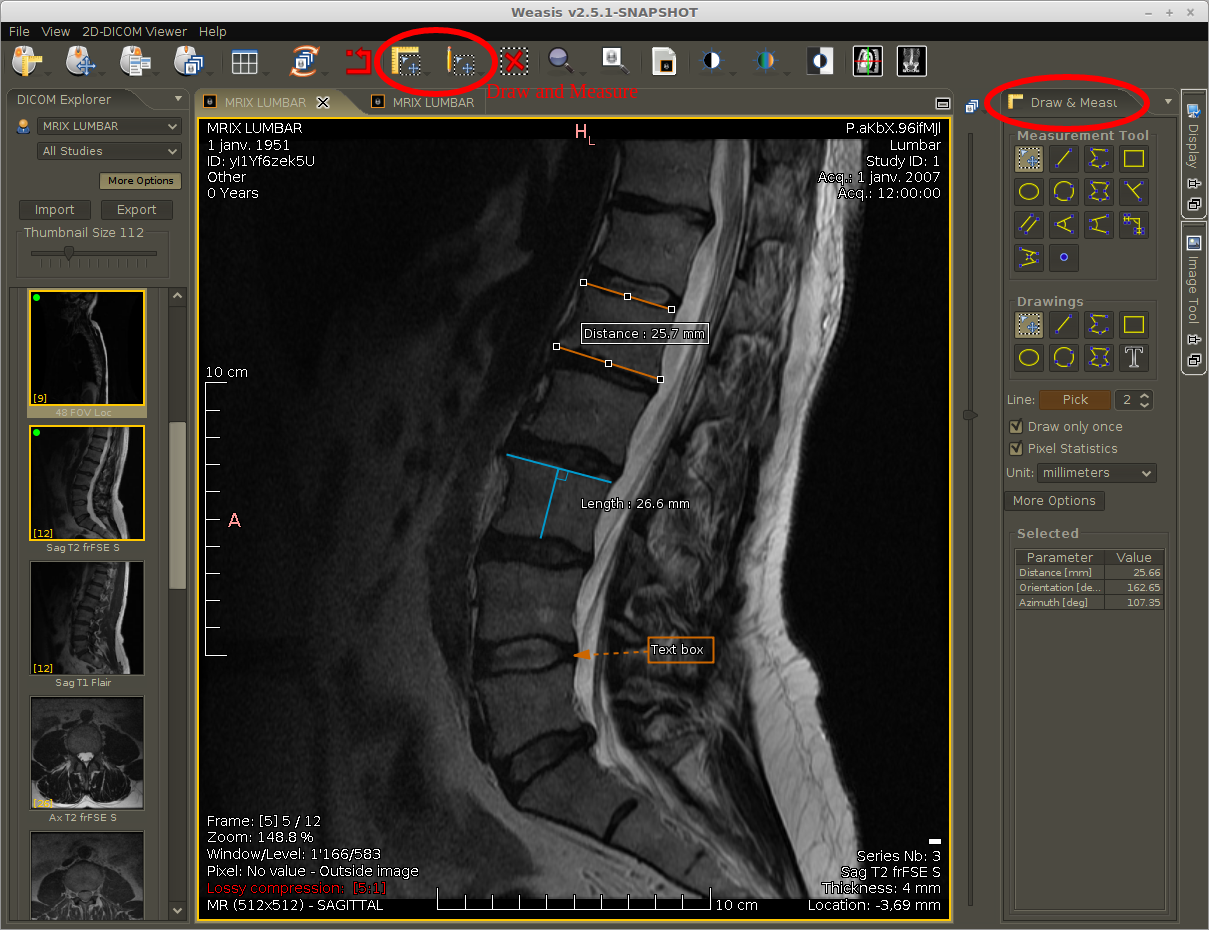 Weasis v2.5.1-SNAPSHOT
File View 2D-DICOM Viewer Help
Draw and Measure
DICOM Explorer
MRIX LUMBAR
All Studies
More Options
Import Export
Thumbnail Size 112
[9]
48 FOV Loc
[12]
Sag T2 frFSE S
[12]
Sag T1 Flair
[26]
Ax T2 frFSE S
MRIX LUMBAR
MRIX LUMBAR
MRIX LUMBAR
1 janv. 1951
ID: yl1Yf6zek5U
Other
0 Years
HL
P.aKbX.96lfMJl
Lumbar
Study ID: 1
Acq.: 1 janv. 2007
Acq.: 12:00:00
10 cm
A
Distance : 25.7 mm
Length : 26.6 mm
Text box
Frame: [5] 5 / 12
Zoom: 148.8 %
Window/Level: 1'166/583
Pixel: No value - Outside image
Lossy compression: [5:1]
MR (512x512) - SAGITTAL
10 cm
Series Nb: 3
Sag T2 frFSE S
Thickness: 4 mm
Location: -3,69 mm
Draw & Measu
Measurement Tool
Drawings
T
Line: Pick 2
Draw only once
Pixel Statistics
Unit: millimeters
More Options
Selected
Parameter Value
Distance [mm] 25.66
Orientation [de... 162.65
Azimuth [deg] 107.35
Display
Image Tool